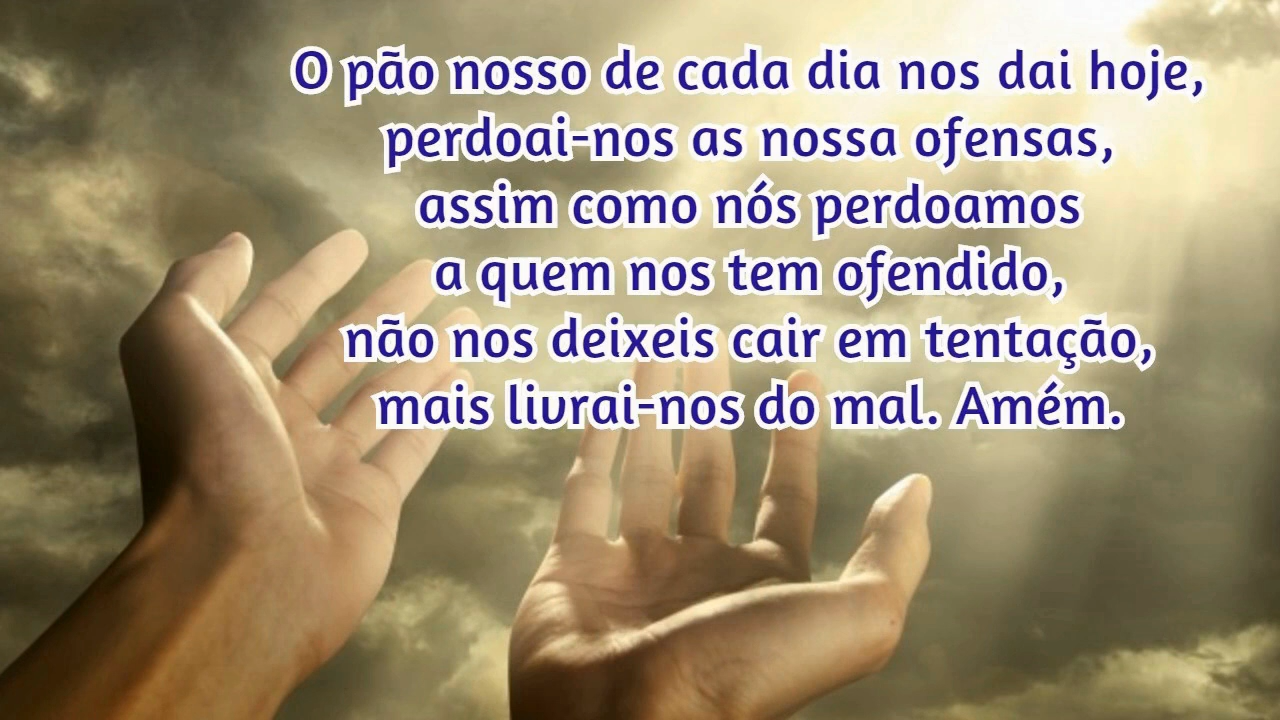 O pão nosso de cada dia nos dai hoje,
perdoai-nos as nossa ofensas,
assim como nós perdoamos
a quem nos tem ofendido,
não nos deixeis cair em tentação,
mais livrai-nos do mal. Amém.